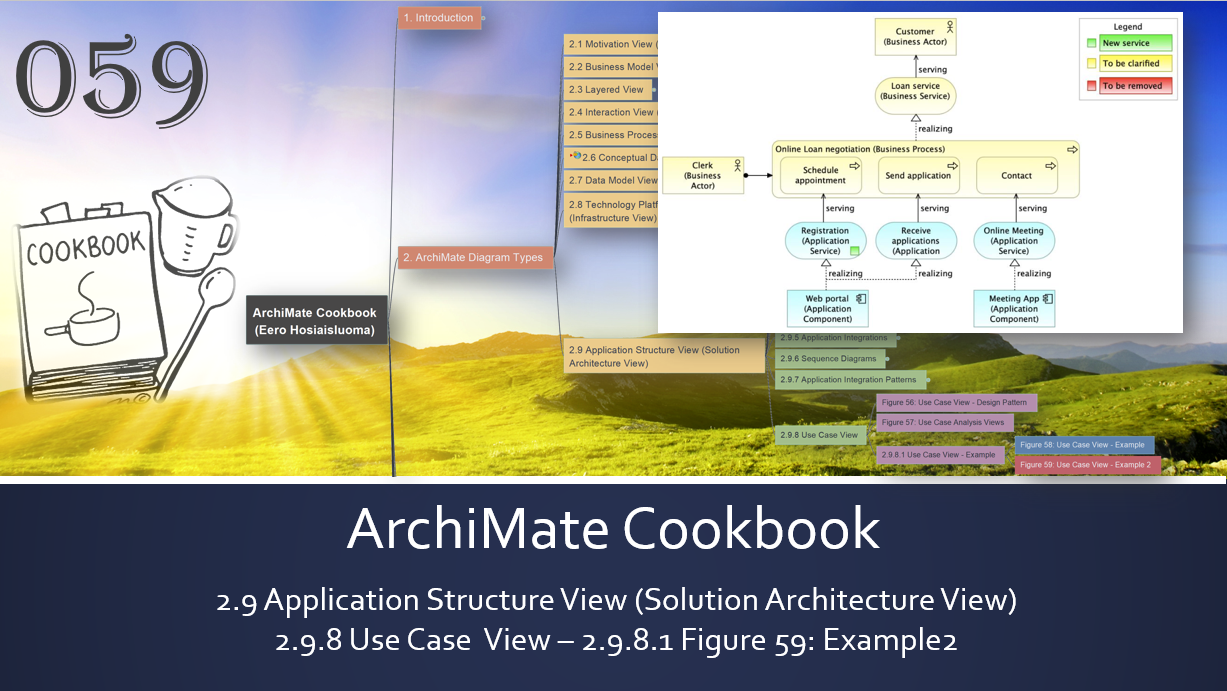 059
COOKBOOK
ArchiMate Cookbook
(Eero Hosiaisluoma)
1. Introduction
2. ArchiMate Diagram Types
2.1 Motivation View (
2.2 Business Model
2.3 Layered View
2.4 Interaction View (
2.5 Business Proces
2.6 Conceptual D
2.7 Data Model View
2.8 Technology Platf
(Infrastructure View)
2.9 Application Structure View (Solution
Architecture View)
2.9.5 Application Integrations
2.9.6 Sequence Diagrams
2.9.7 Application Integration Patterns
2.9.8 Use Case View
Figure 56: Use Case View - Design Pattern
Figure 57: Use Case Analysis Views
2.9.8.1 Use Case View - Example
Figure 58: Use Case View - Example
Figure 59: Use Case View - Example 2
Customer
(Business Actor)
serving
Loan service
(Business Service)
realizing
Online Loan negotiation (Business Process)
Clerk
(Business
Actor)
Schedule
appointment
Send application
Contact
serving
serving
serving
Registration
(Application
Service)
Receive
applications
(Application
Online Meeting
(Application
Service)
realizing
realizing
realizing
Web portal
(Application
Component)
Meeting App
(Application
Component)
Legend
New service
To be clarified
To be removed
ArchiMate Cookbook
2.9 Application Structure View (Solution Architecture View)
2.9.8 Use Case View – 2.9.8.1 Figure 59: Example2